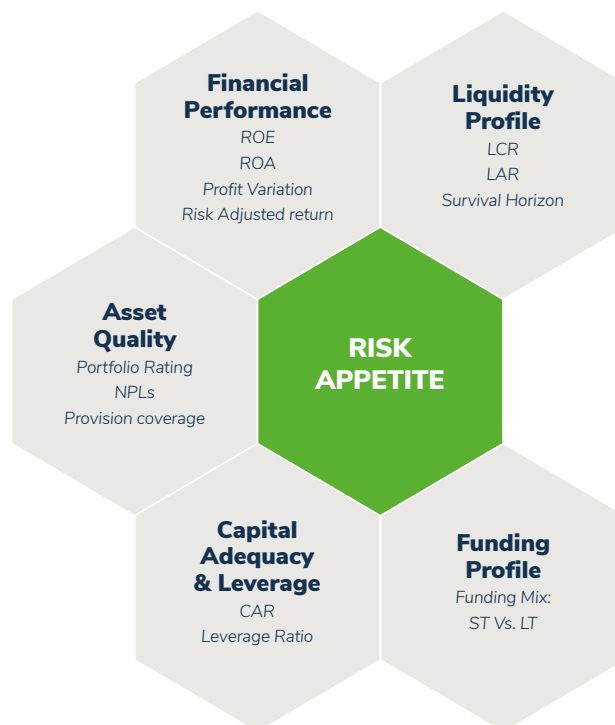 Financial
Performance
ROE
ROA
Profit Variation
Risk Adjusted return
Liquidity
Profile
LCR
LAR
Survival Horizon
Asset
Quality
Portfolio Rating
NPLs
Provision coverage
RISK
APPETITE
Capital
Adequacy
& Leverage
CAR
Leverage Ratio
Funding
Profile
Funding Mix:
ST Vs. LT